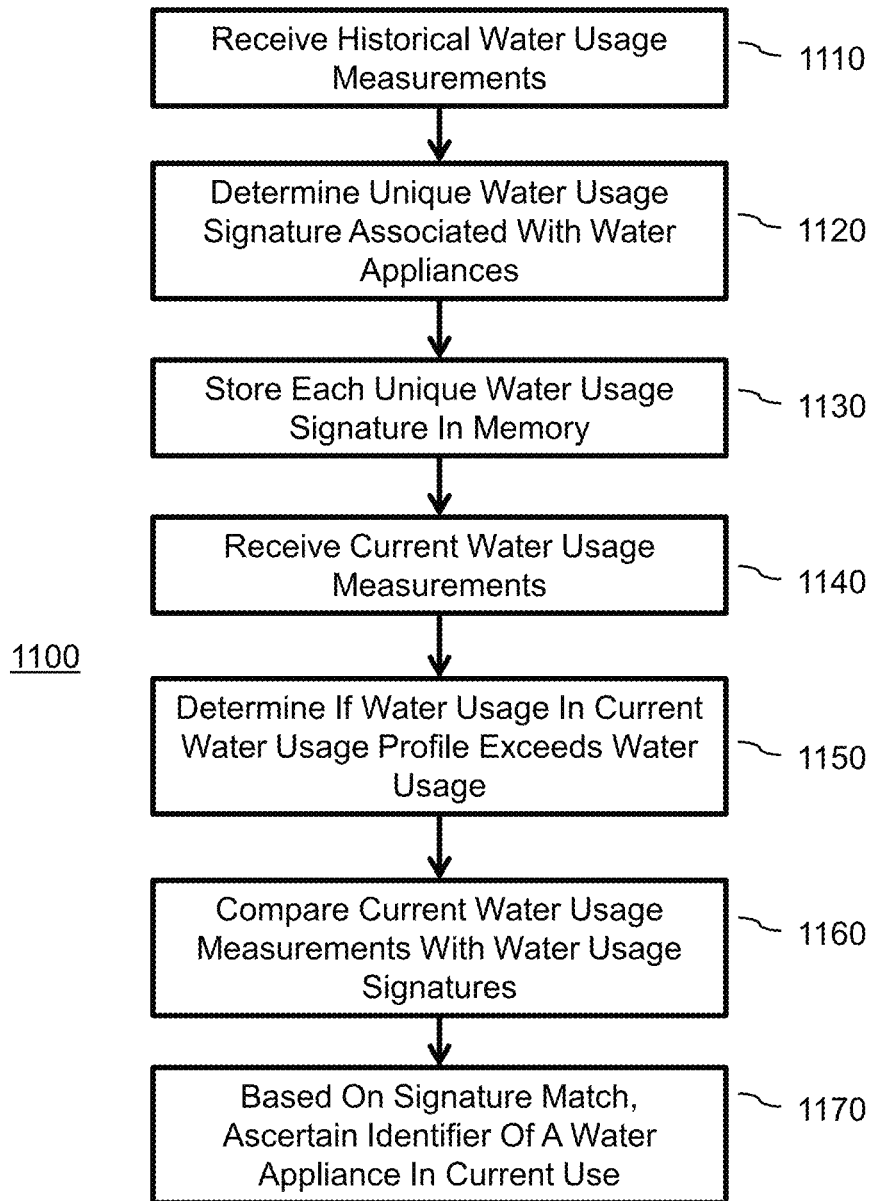 Receive Historical Water Usage
Measurements
1110
Determine Unique Water Usage
Signature Associated With Water
Appliances
1120
Store Each Unique Water Usage
Signature In Memory
1130
Receive Current Water Usage
Measurements
1140
1100
Determine If Water Usage In Current
Water Usage Profile Exceeds Water
Usage
1150
Compare Current Water Usage
Measurements With Water Usage
Signatures
1160
Based On Signature Match,
Ascertain Identifier Of A Water
Appliance In Current Use
1170